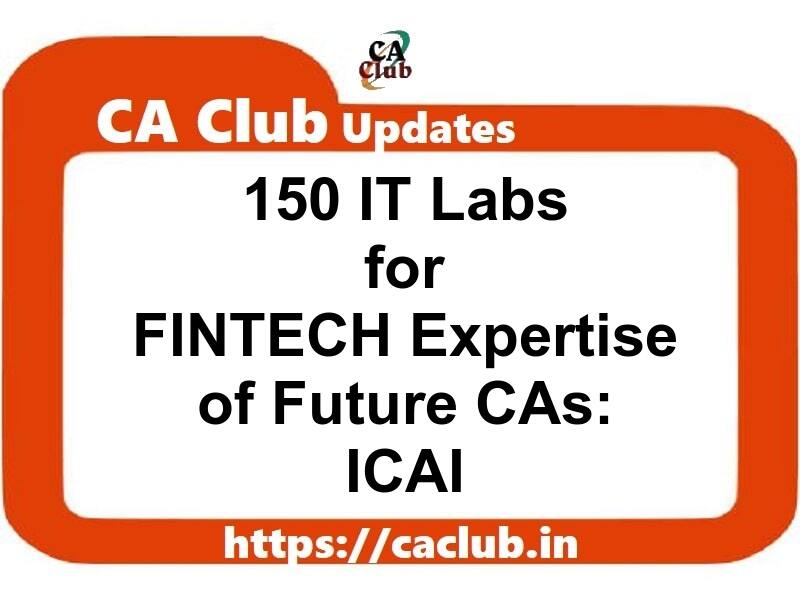 CA
Club
CA Club Updates
150 IT Labs
for
FINTECH Expertise
of Future CAs:
ICAI
https://caclub.in